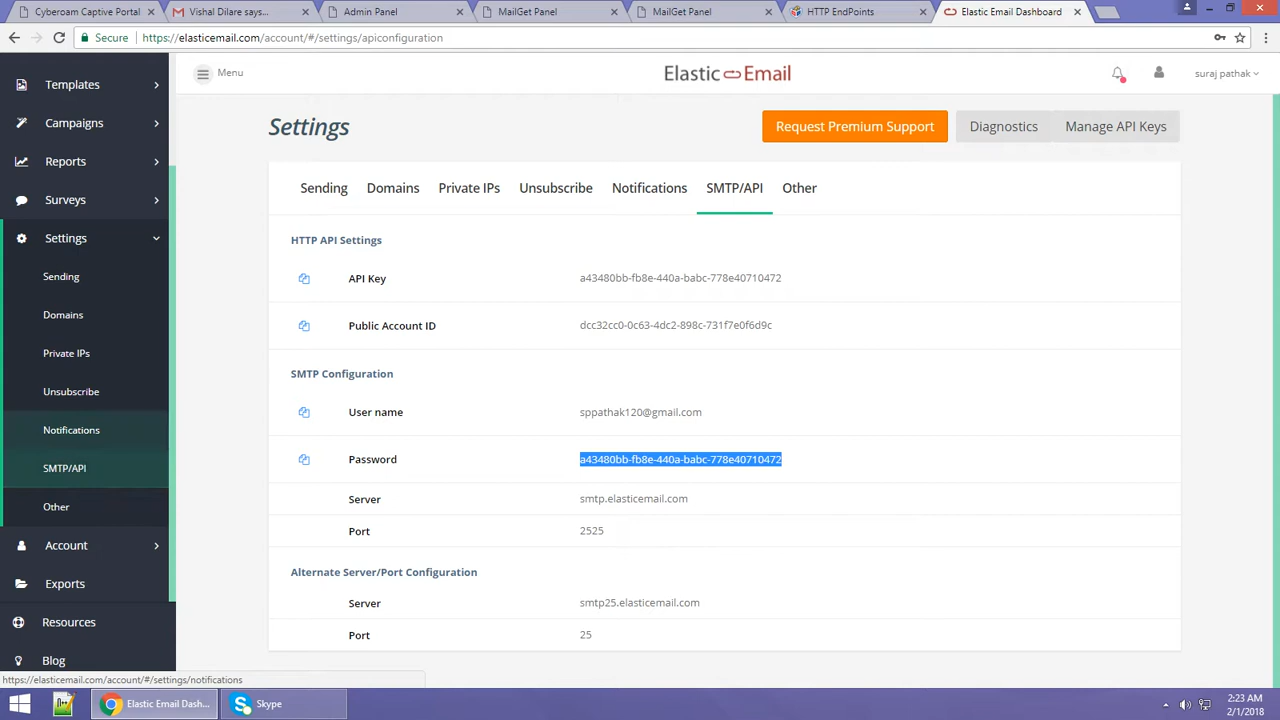 Cyberoam Captive Portal
Vishal Dilare says...
Admin Panel
MailGet Panel
MailGet Panel
HTTP EndPoints
Elastic Email Dashboard
Secure
https://elasticemail.com/account/#/settings/apiconfiguration
Templates
Campaigns
Reports
Surveys
Settings
Sending
Domains
Private IPs
Unsubscribe
Notifications
SMTP/API
Other
Account
Exports
Resources
Blog
Menu
Elastic Email
suraj pathak
Settings
Request Premium Support
Diagnostics
Manage API Keys
Sending Domains Private IPs Unsubscribe Notifications SMTP/API Other
HTTP API Settings
API Key a43480bb-fb8e-440a-babc-778e40710472
Public Account ID dcc32cc0-0c63-4dc2-898c-731f7e0f6d9c
SMTP Configuration
User name sppathak120@gmail.com
Password a43480bb-fb8e-440a-babc-778e40710472
Server smtp.elasticemail.com
Port 2525
Alternate Server/Port Configuration
Server smtp25.elasticemail.com
Port 25
https://elasticemail.com/account/#/settings/notifications
Elastic Email Dash...
Skype
2:23 AM
2/1/2018